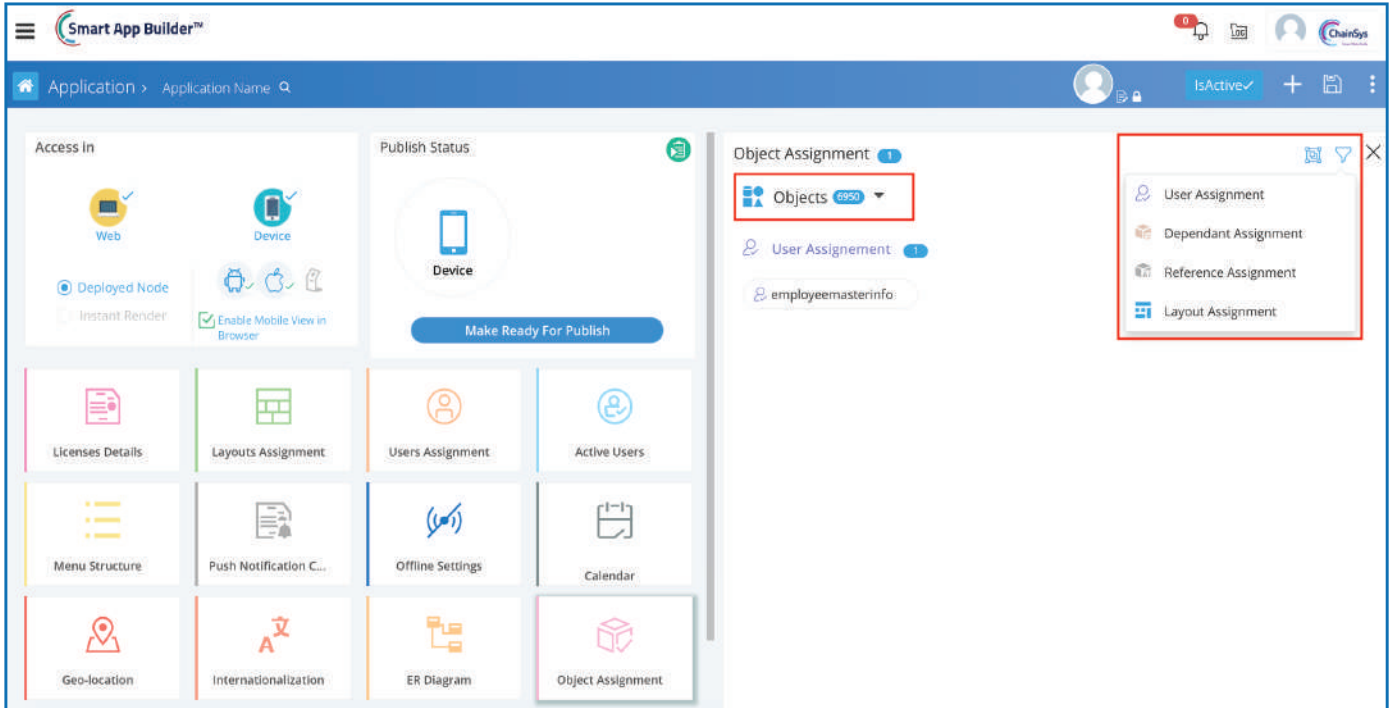 Smart App Builder™
0
LOG
ChainSys
Application > Application Name
IsActive✓
Access in
Web
Device
Deployed Node
Instant Render
Enable Mobile View in
Browser
Publish Status
Device
Make Ready For Publish
Licenses Details
Layouts Assignment
Users Assignment
Active Users
Menu Structure
Push Notification C...
Offline Settings
Calendar
Geo-location
Internationalization
ER Diagram
Object Assignment
Object Assignment 1
Objects 6950
User Assignement 1
employeemasterinfo
User Assignment
Dependant Assignment
Reference Assignment
Layout Assignment